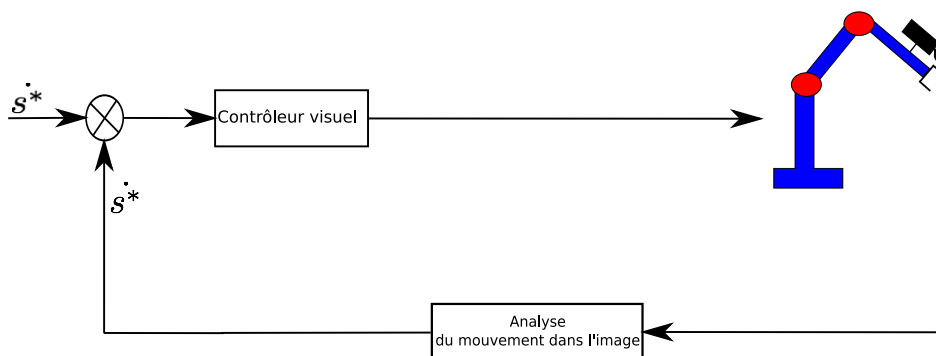 ṡ*
Contrôleur visuel
ṡ*
Analyse
du mouvement dans l'image